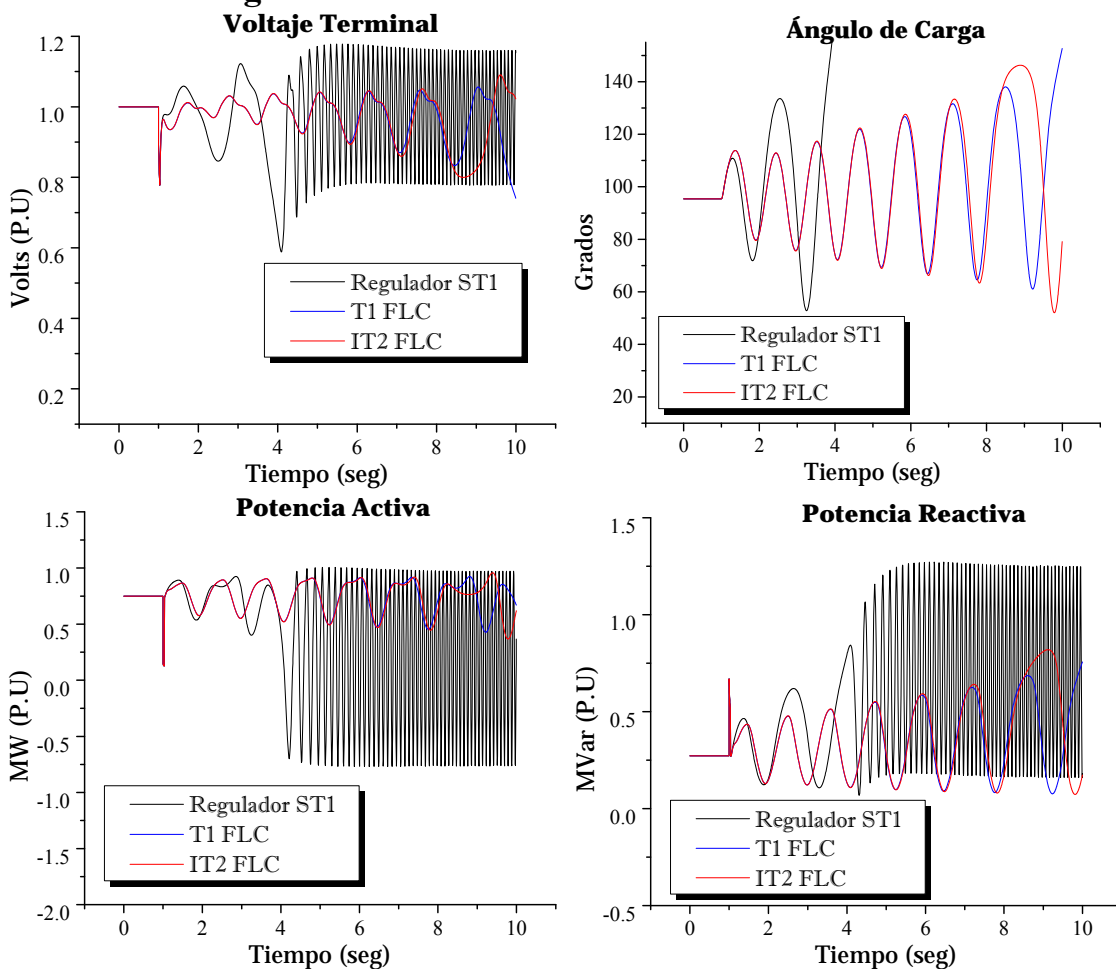 Voltaje Terminal
1.2
1.0
0.8
0.6
0.4
0.2
Volts (P.U)
Regulador ST1
T1 FLC
IT2 FLC
0 2 4 6 8 10
Tiempo (seg)
Ángulo de Carga
140
120
100
80
60
40
20
Grados
Regulador ST1
T1 FLC
IT2 FLC
0 2 4 6 8 10
Tiempo (seg)
Potencia Activa
1.5
1.0
0.5
0.0
-0.5
-1.0
-1.5
-2.0
MW (P.U)
Regulador ST1
T1 FLC
IT2 FLC
0 2 4 6 8 10
Tiempo (seg)
Potencia Reactiva
1.5
1.0
0.5
0.0
-0.5
MVar (P.U)
Regulador ST1
T1 FLC
IT2 FLC
0 2 4 6 8 10
Tiempo (seg)